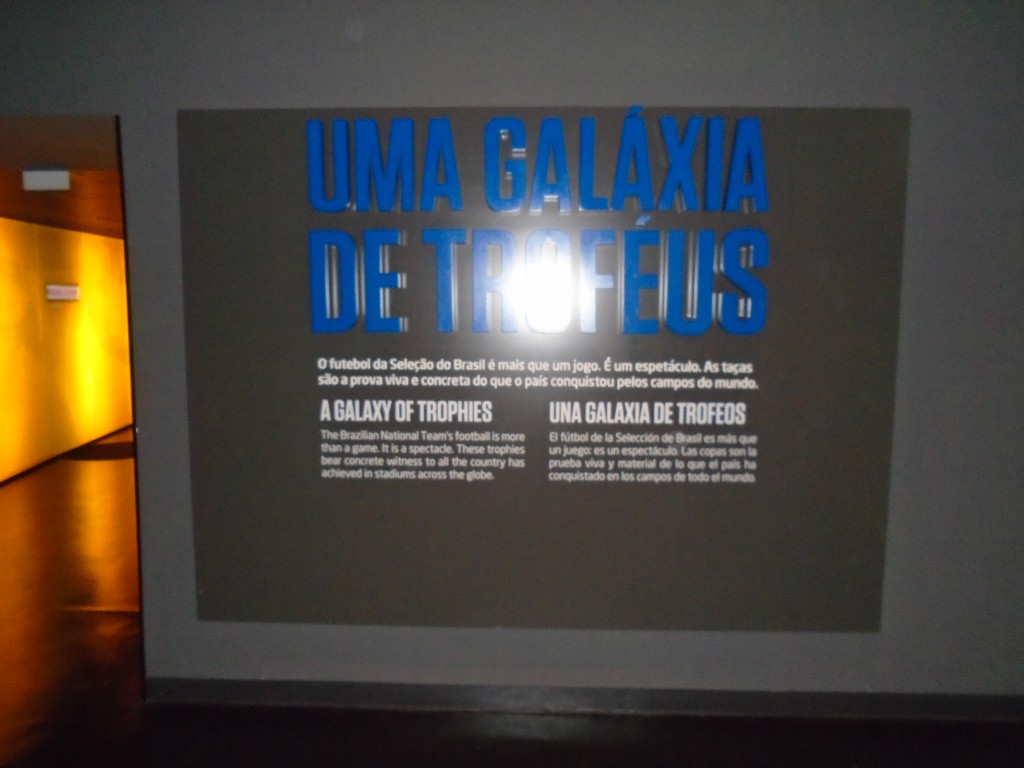 UMA GALÁXIA
DE TROFÉUS
O futebol da Seleção do Brasil é mais que um jogo. É um espetáculo. As taças
são a prova viva e concreta do que o país conquistou pelos campos do mundo.
A GALAXY OF TROPHIES
The Brazilian National Team's football is more
than a game. It is a spectacle. These trophies
bear concrete witness to all the country has
achieved in stadiums across the globe.
UNA GALAXIA DE TROFEOS
El fútbol de la Selección de Brasil es más que
un juego: es un espectáculo. Las copas son la
prueba viva y material de lo que el país ha
conquistado en los campos de todo el mundo.